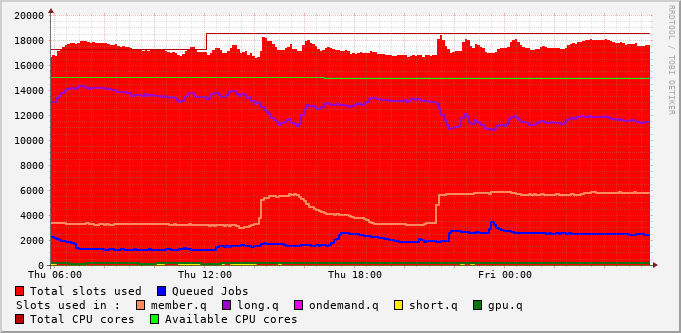 20000
18000
16000
14000
12000
10000
8000
6000
4000
2000
0
Thu 06:00 Thu 12:00 Thu 18:00 Fri 00:00
RRDTOOL / TOBI OETIKER
Total slots used Queued Jobs
Slots used in : member.q long.q ondemand.q short.q gpu.q
Total CPU cores Available CPU cores